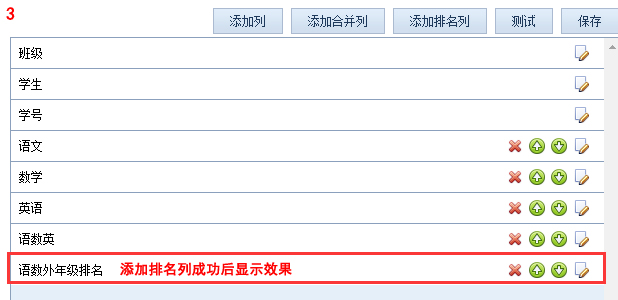 3
添加列 添加合并列 添加排名列 测试 保存
班级
学生
学号
语文
数学
英语
语数英
语数外年级排名 添加排名列成功后显示效果